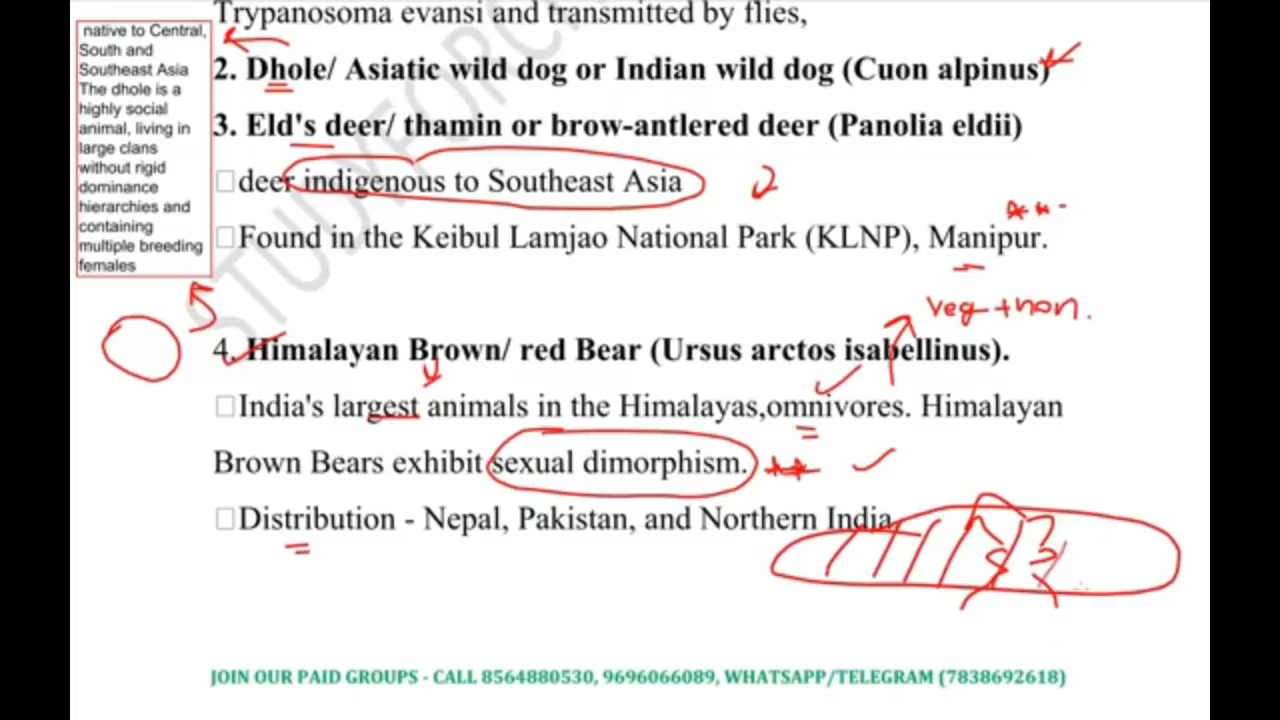 Trypanosoma evansi and transmitted by flies,
native to Central,
South and
Southeast Asia
The dhole is a
highly social
animal, living in
large clans
without rigid
dominance
hierarchies and
containing
multiple breeding
females
2. Dhole/ Asiatic wild dog or Indian wild dog (Cuon alpinus)
3. Eld's deer/ thamin or brow-antlered deer (Panolia eldii)
deer indigenous to Southeast Asia
Found in the Keibul Lamjao National Park (KLNP), Manipur.
veg+non.
4. Himalayan Brown/ red Bear (Ursus arctos isabellinus).
India's largest animals in the Himalayas,omnivores. Himalayan
Brown Bears exhibit sexual dimorphism.
Distribution - Nepal, Pakistan, and Northern India
JOIN OUR PAID GROUPS - CALL 8564880530, 9696066089, WHATSAPP/TELEGRAM (7838692618)